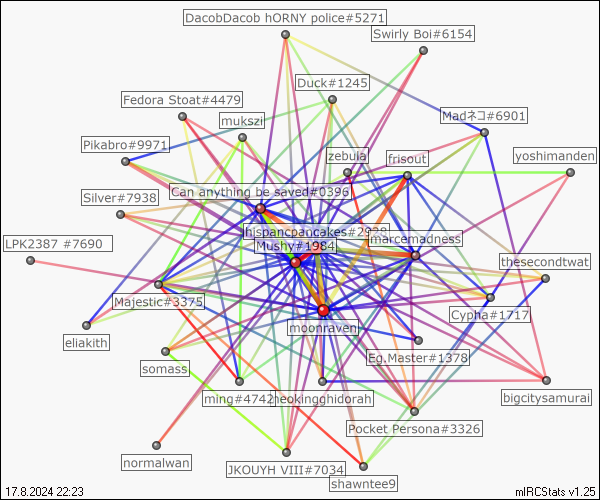 DacobDacob hORNY police#5271
Swirly Boi#6154
Duck#1245
Fedora Stoat#4479
Madネコ#6901
mukszi
Pikabro#9971
zebula
frisout
yoshimanden
Can anything be saved#0396
Silver#7938
hispancpancakes#2928
LPK2387 #7690
Mushy#1984
marcemadness
thesecondtwat
Majestic#3375
Cypha#1717
moonraven
eliakith
Eg.Master#1378
somass
ming#4742
heokingghidorah
bigcitysamurai
Pocket Persona#3326
normalwan
JKOUYH VIII#7034
shawntee9
17.8.2024 22:23
mIRCStats v1.25